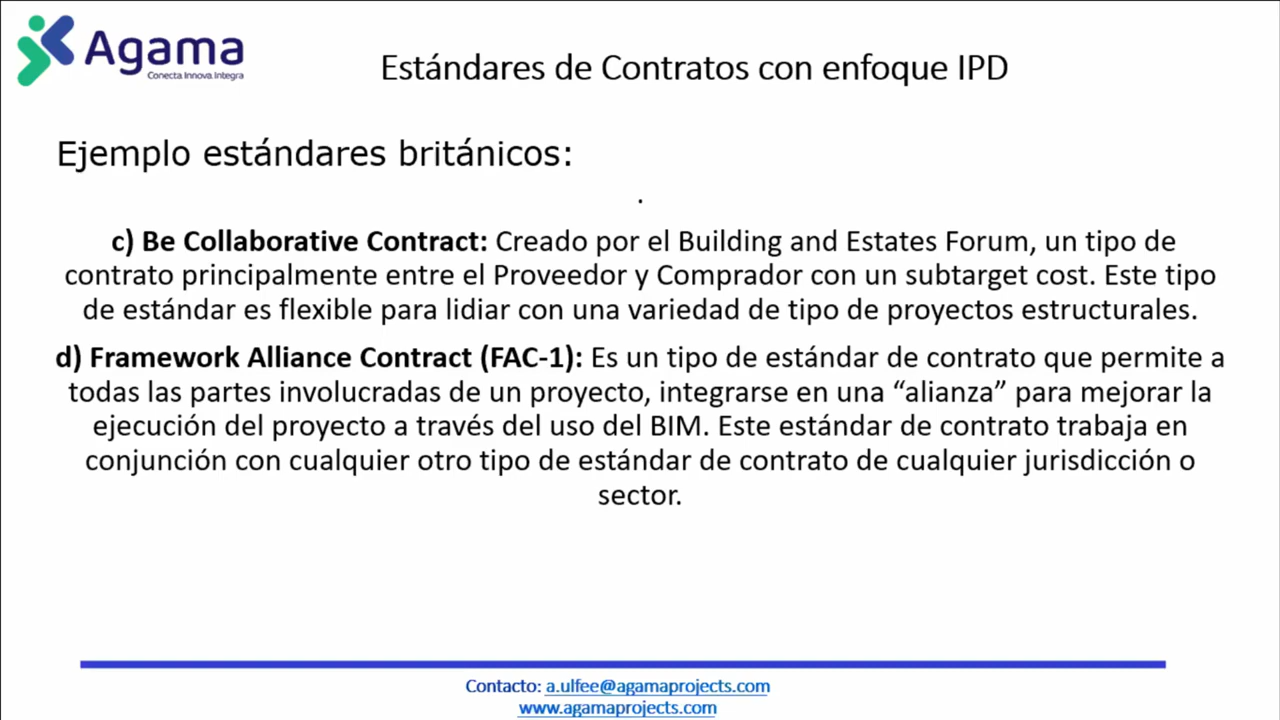 Agama
Conecta Innova Integra
Estándares de Contratos con enfoque IPD
Ejemplo estándares británicos:
.
c) Be Collaborative Contract: Creado por el Building and Estates Forum, un tipo de
contrato principalmente entre el Proveedor y Comprador con un subtarget cost. Este tipo
de estándar es flexible para lidiar con una variedad de tipo de proyectos estructurales.
d) Framework Alliance Contract (FAC-1): Es un tipo de estándar de contrato que permite a
todas las partes involucradas de un proyecto, integrarse en una “alianza” para mejorar la
ejecución del proyecto a través del uso del BIM. Este estándar de contrato trabaja en
conjunción con cualquier otro tipo de estándar de contrato de cualquier jurisdicción o
sector.
Contacto: a.ulfee@agamaprojects.com
www.agamaprojects.com